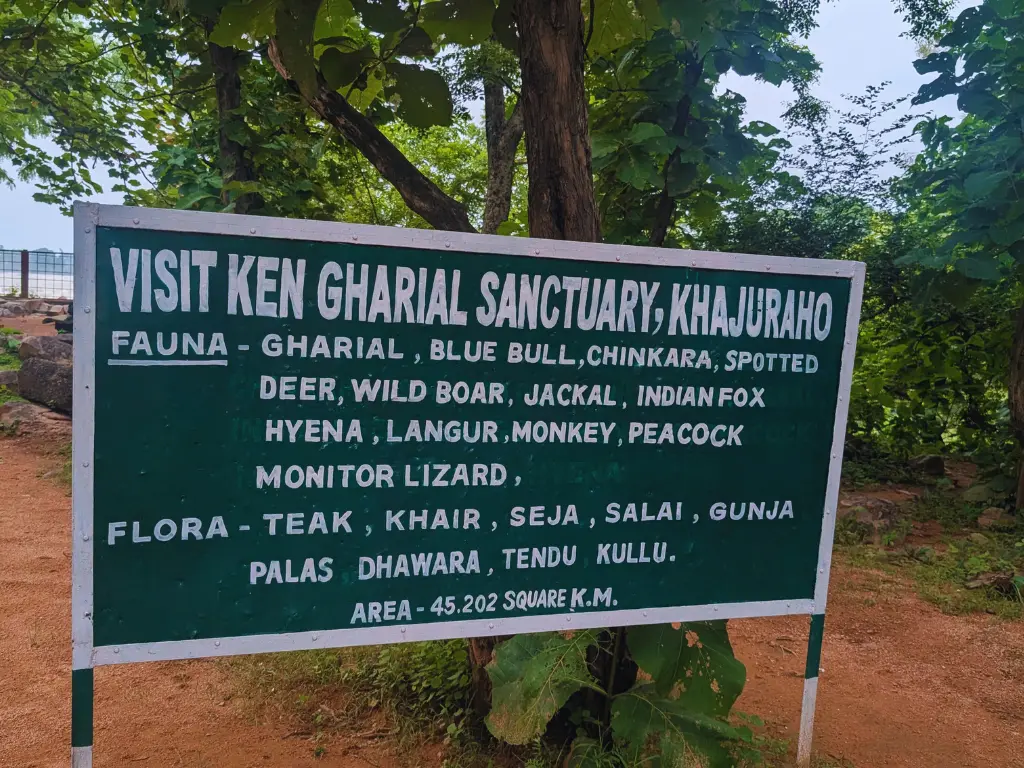 VISIT KEN GHARIAL SANCTUARY, KHAJURAHO
FAUNA - GHARIAL, BLUE BULL, CHINKARA, SPOTTED
DEER, WILD BOAR, JACKAL, INDIAN FOX
HYENA, LANGUR, MONKEY, PEACOCK
MONITOR LIZARD,
FLORA - TEAK, KHAIR, SEJA, SALAI, GUNJA
PALAS DHAWARA, TENDU KULLU.
AREA - 45.202 SQUARE K.M.